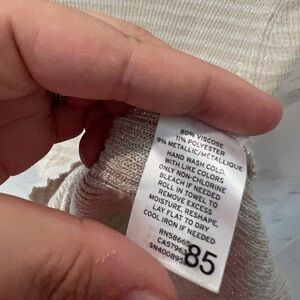 80% VISCOSE
11% POLYESTER
9% METALLIC/MÉTALLIQUE
HAND WASH COLD
WITH LIKE COLORS
ONLY NON-CHLORINE
BLEACH IF NEEDED
ROLL IN TOWEL TO
REMOVE EXCESS
MOISTURE, RESHAPE,
LAY FLAT TO DRY
COOL IRON IF NEEDED
85